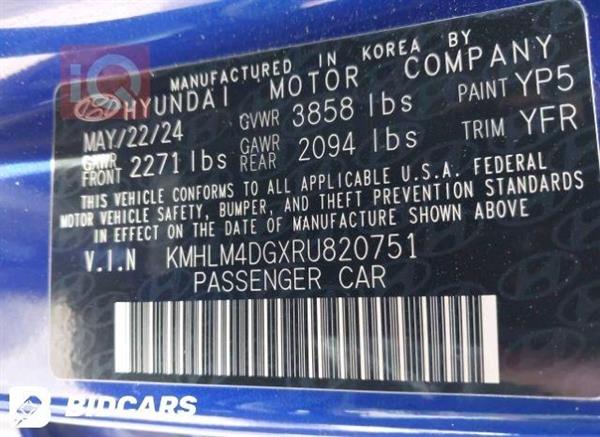 iQ
MANUFACTURED IN KOREA BY
HYUNDAI MOTOR COMPANY
MAY/22/24 GVWR 3858 lbs PAINT YP5
GAWR FRONT 2271 lbs GAWR REAR 2094 lbs TRIM YFR
THIS VEHICLE CONFORMS TO ALL APPLICABLE U.S.A. FEDERAL
MOTOR VEHICLE SAFETY, BUMPER, AND THEFT PREVENTION STANDARDS
IN EFFECT ON THE DATE OF MANUFACTURE SHOWN ABOVE
V.I.N KMHLM4DGXRU820751
PASSENGER CAR
BIDCARS